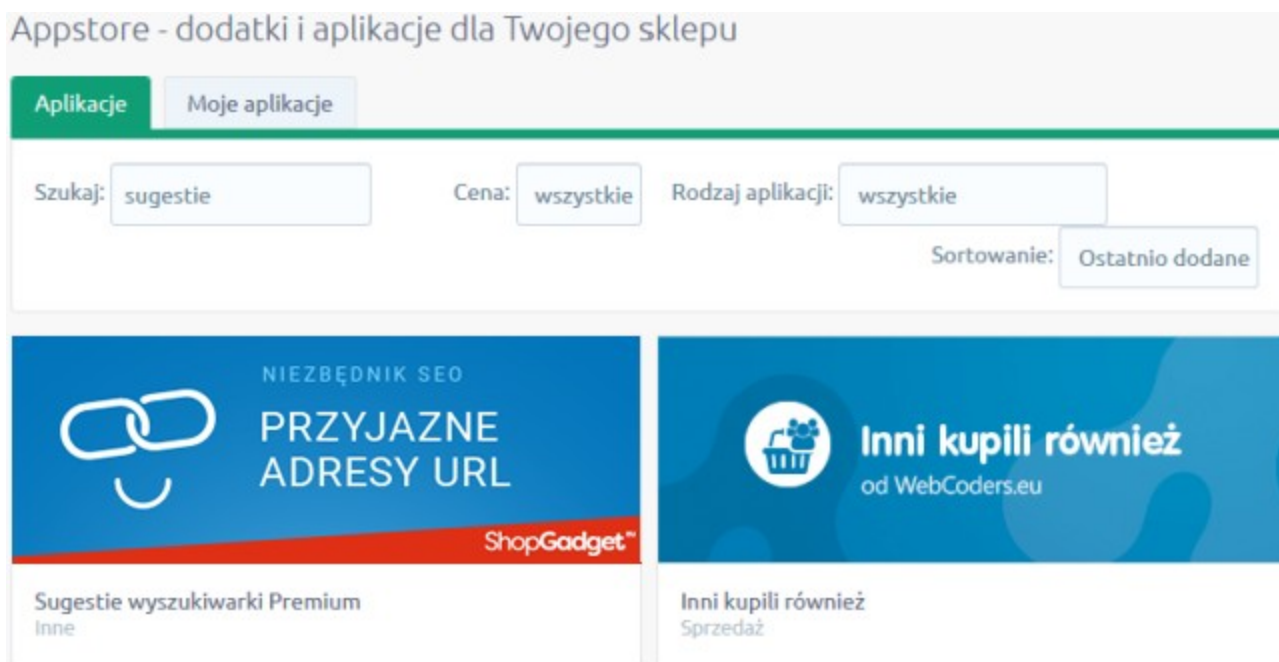 Appstore - dodatki i aplikacje dla Twojego sklepu
Aplikacje Moje aplikacje
Szukaj: sugestie Cena: wszystkie Rodzaj aplikacji: wszystkie
Sortowanie: Ostatnio dodane
NIEZBĘDNIK SEO
PRZYJAZNE
ADRESY URL
ShopGadget™
Inni kupili również
od WebCoders.eu
Sugestie wyszukiwarki Premium
Inne
Inni kupili również
Sprzedaż